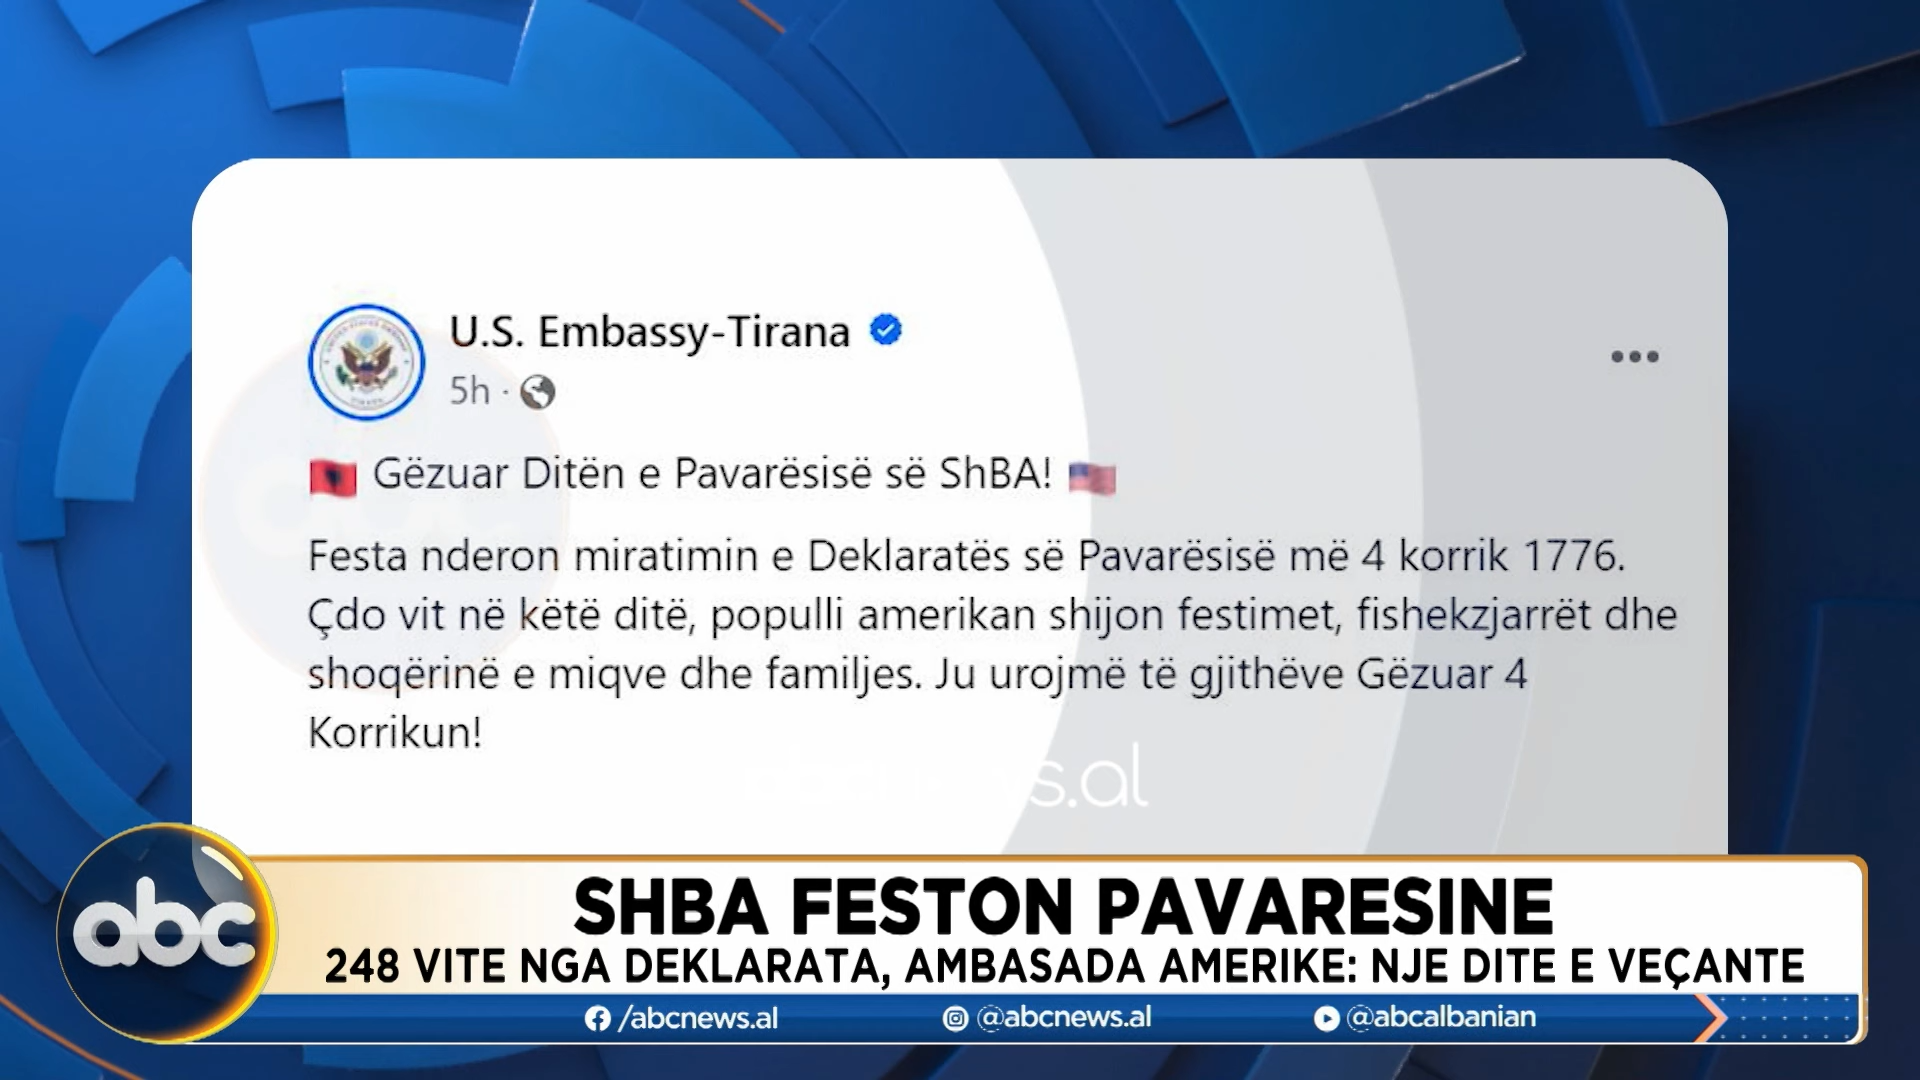 U.S. Embassy-Tirana
5h ·
Gëzuar Ditën e Pavarësisë së ShBA!
Festa nderon miratimin e Deklaratës së Pavarësisë më 4 korrik 1776.
Çdo vit në këtë ditë, populli amerikan shijon festimet, fishekzjarrët dhe
shoqërinë e miqve dhe familjes. Ju urojmë të gjithëve Gëzuar 4
Korrikun!
abcnews.al
abc
SHBA FESTON PAVARESINE
248 VITE NGA DEKLARATA, AMBASADA AMERIKE: NJE DITE E VEÇANTE
/abcnews.al
@abcnews.al
@abcalbanian